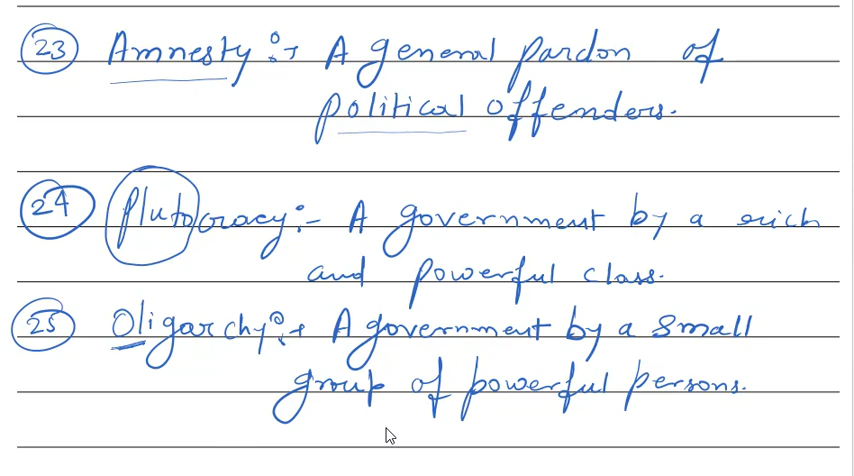 23 Amnesty :- A general pardon of
political offenders.
24 Plutocracy :- A government by a rich
and powerful class.
25 Oligarchy :- A government by a small
group of powerful persons.